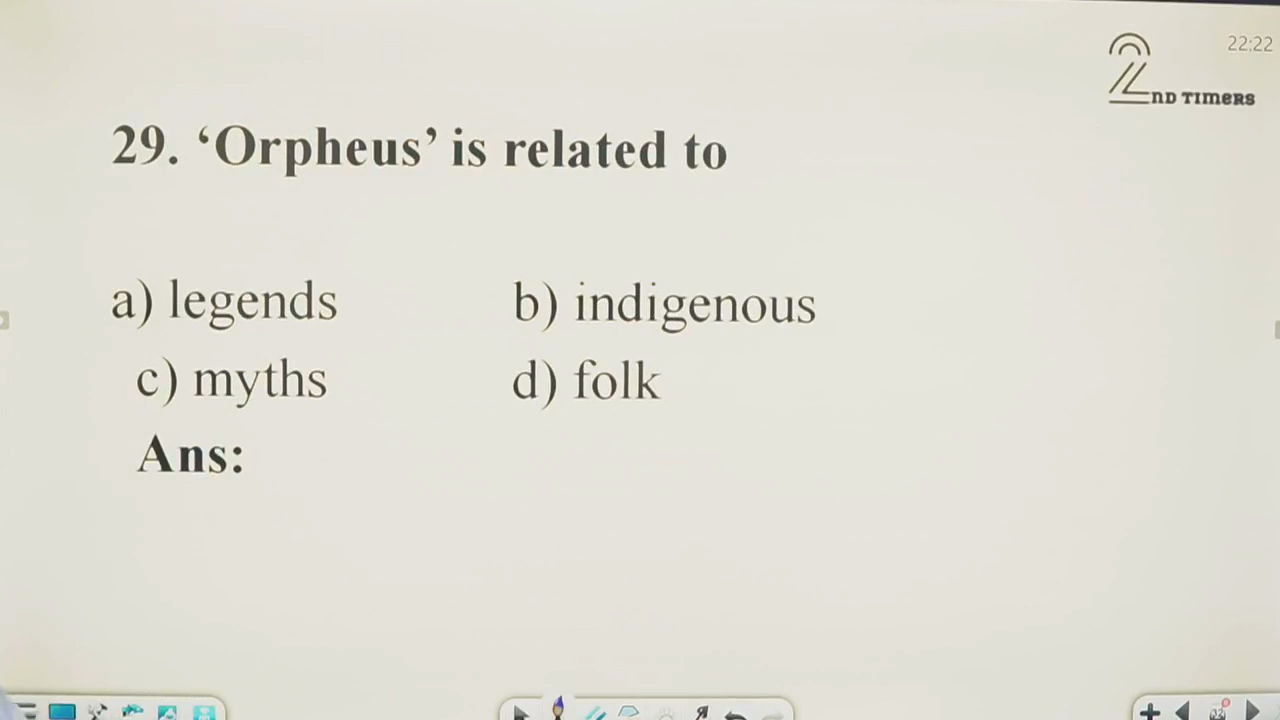 22:22
2ND TIMERS
29. ‘Orpheus’ is related to
a) legends b) indigenous
c) myths d) folk
Ans: